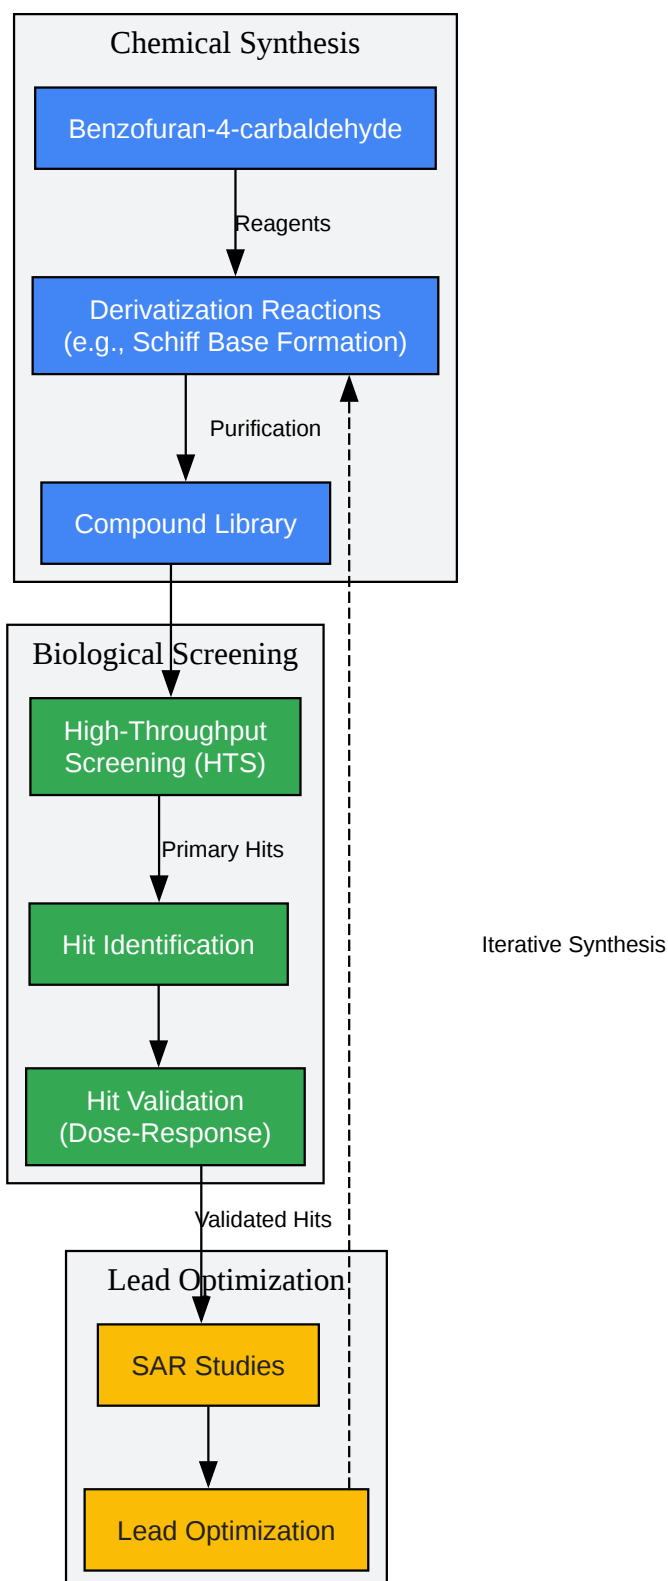 Chemical Synthesis
Benzofuran-4-carbaldehyde
Reagents
Derivatization Reactions
(e.g., Schiff Base Formation)
Purification
Compound Library
Biological Screening
High-Throughput
Screening (HTS)
Primary Hits
Hit Identification
Iterative Synthesis
Hit Validation
(Dose-Response)
Validated Hits
Lead Optimization
SAR Studies
Lead Optimization